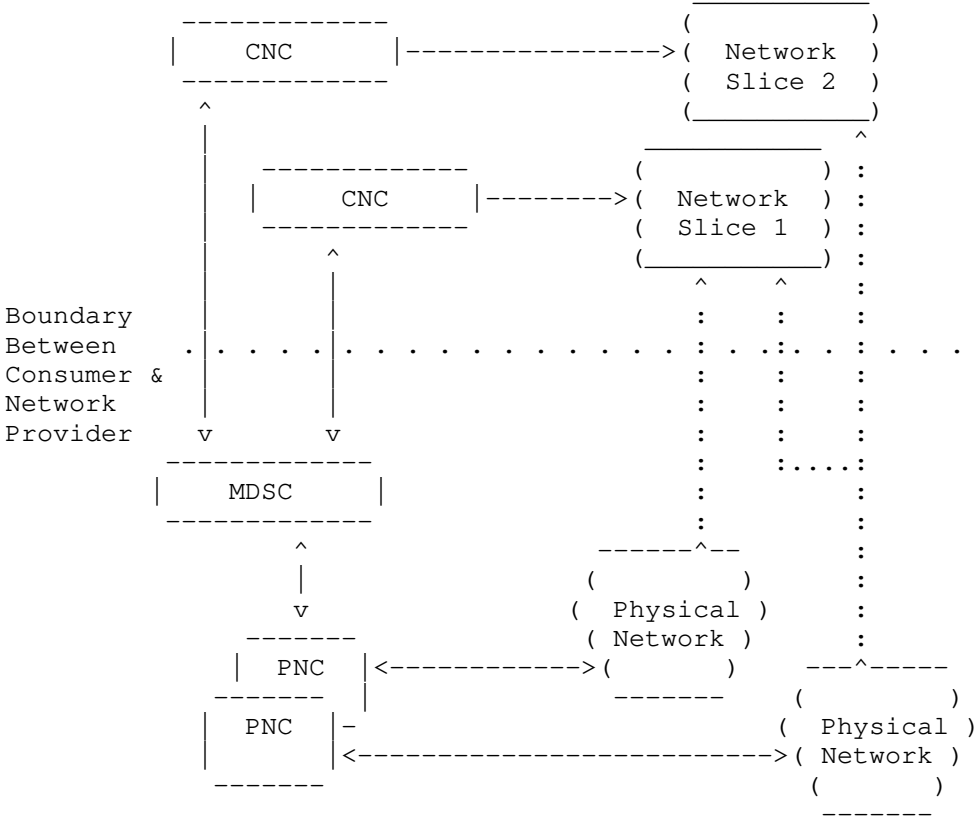 CNC
Network
Slice 2
CNC
Network
Slice 1
Boundary
Between
Consumer &
Network
Provider
MDSC
Physical
Network
PNC
PNC
Physical
Network